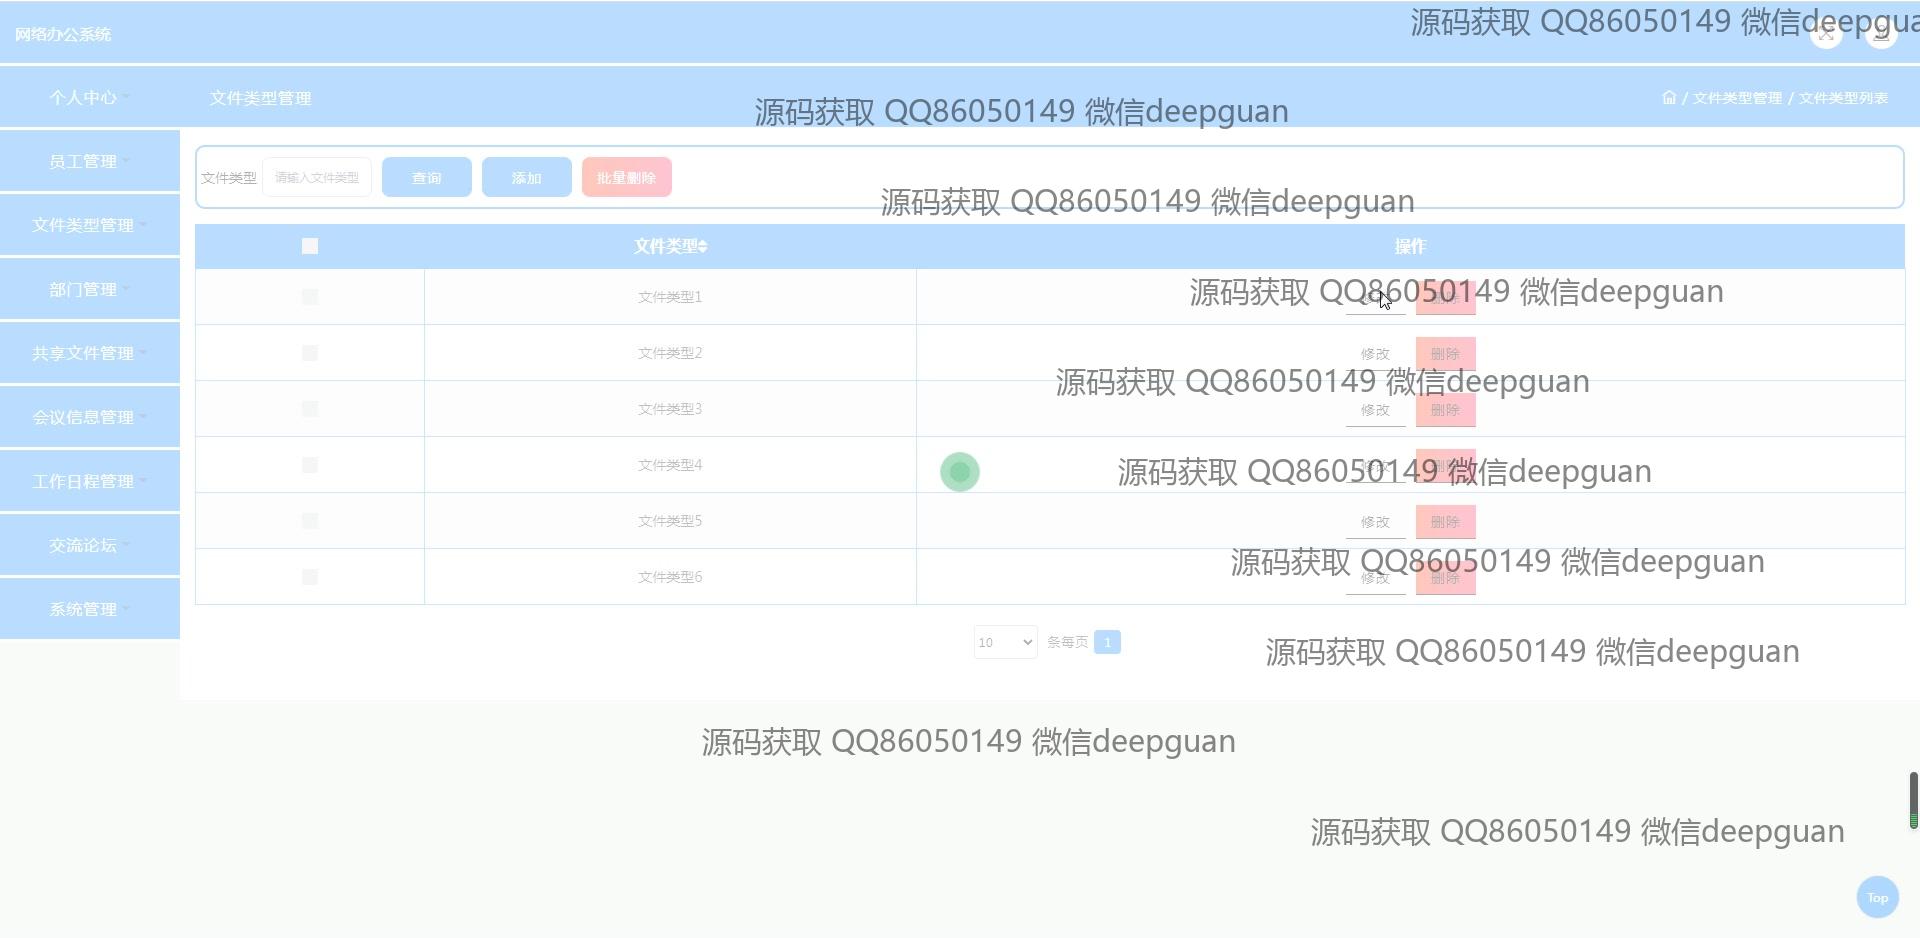 源码获取 QQ86050149 微信deepgua
网络办公系统
个人中心
文件类型管理
/ 文件类型管理 / 文件类型列表
源码获取 QQ86050149 微信deepguan
员工管理
文件类型 请输入文件类型 查询 添加 批量删除
源码获取 QQ86050149 微信deepguan
文件类型管理
文件类型 操作
部门管理
文件类型1
源码获取 QQ86050149 微信deepguan
共享文件管理
文件类型2 修改 删除
源码获取 QQ86050149 微信deepguan
会议信息管理
文件类型3 修改 删除
工作日程管理
文件类型4 修改 删除
源码获取 QQ86050149 微信deepguan
交流论坛
文件类型5 修改 删除
源码获取 QQ86050149 微信deepguan
文件类型6 修改 删除
系统管理
10 条每页 1
源码获取 QQ86050149 微信deepguan
源码获取 QQ86050149 微信deepguan
源码获取 QQ86050149 微信deepguan
Top